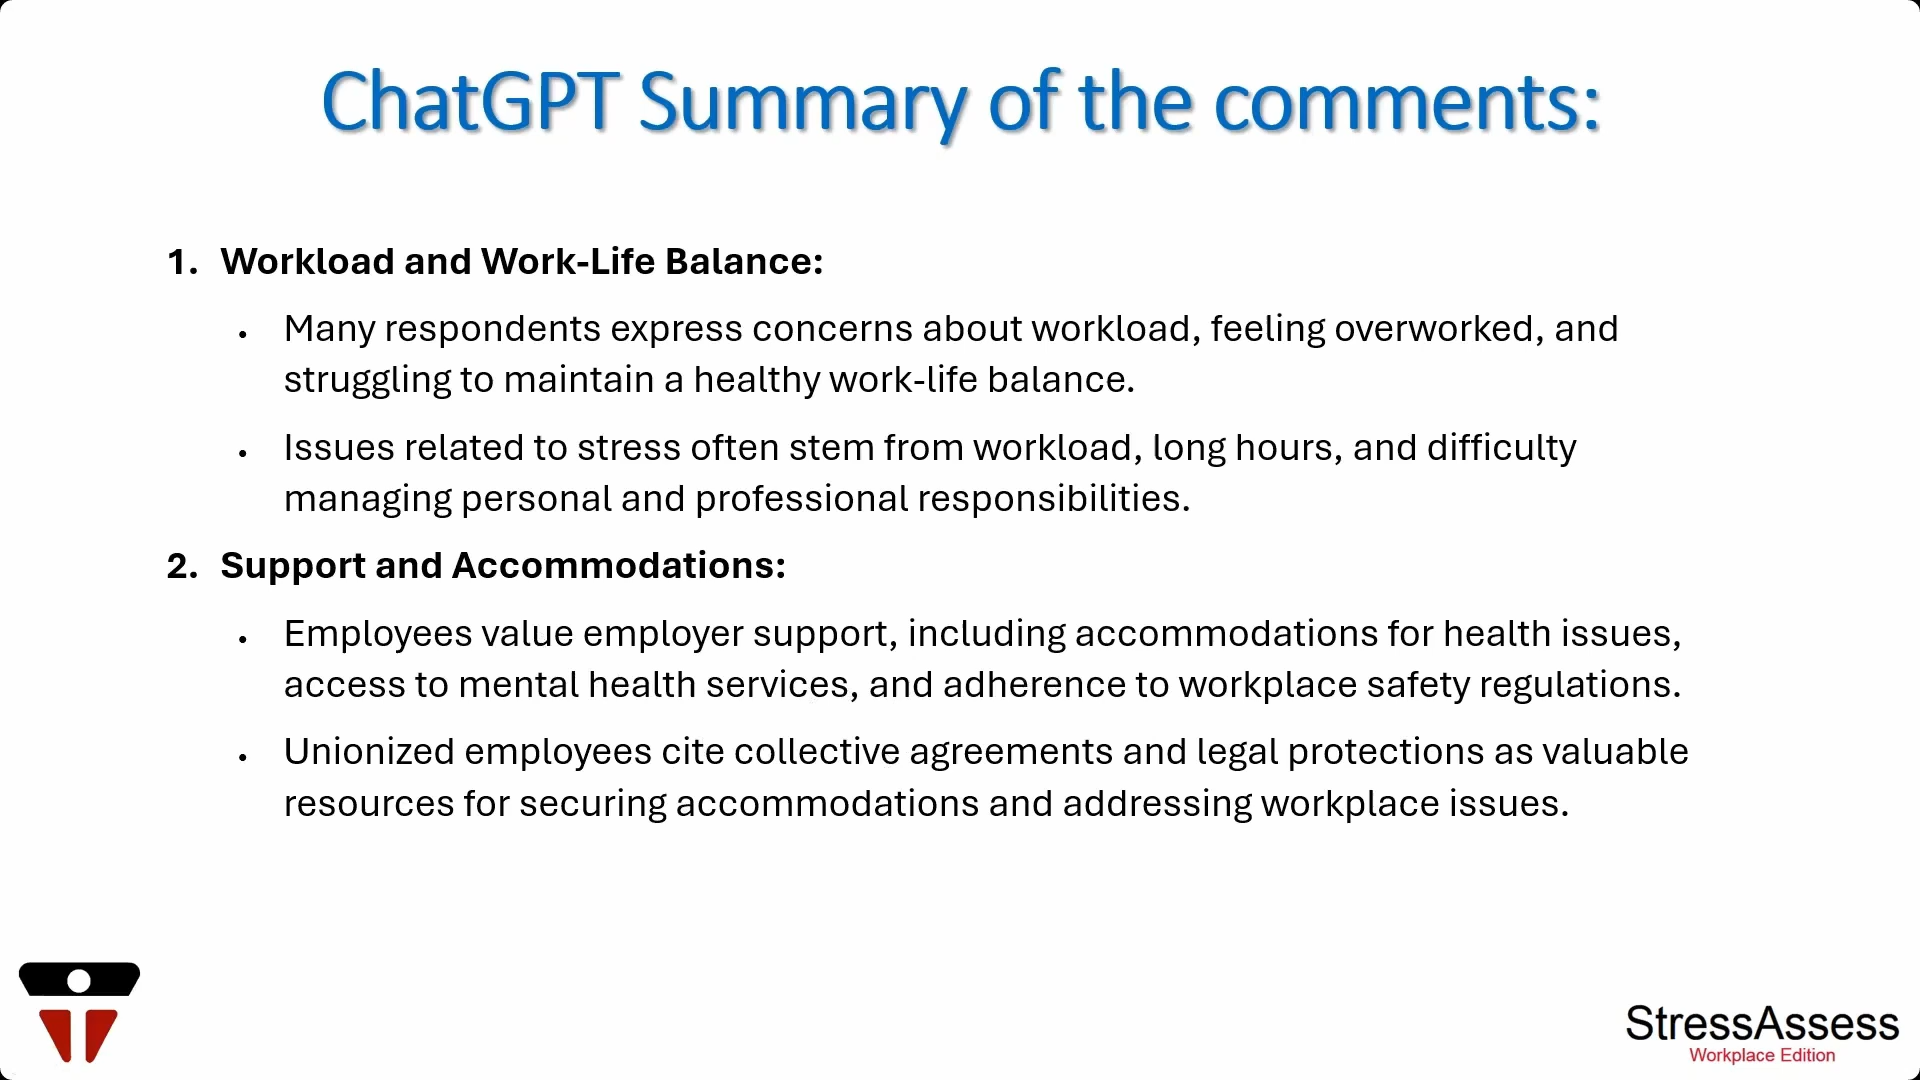 ChatGPT Summary of the comments:
1. Workload and Work-Life Balance:
• Many respondents express concerns about workload, feeling overworked, and
struggling to maintain a healthy work-life balance.
• Issues related to stress often stem from workload, long hours, and difficulty
managing personal and professional responsibilities.
2. Support and Accommodations:
• Employees value employer support, including accommodations for health issues,
access to mental health services, and adherence to workplace safety regulations.
• Unionized employees cite collective agreements and legal protections as valuable
resources for securing accommodations and addressing workplace issues.
StressAssess
Workplace Edition